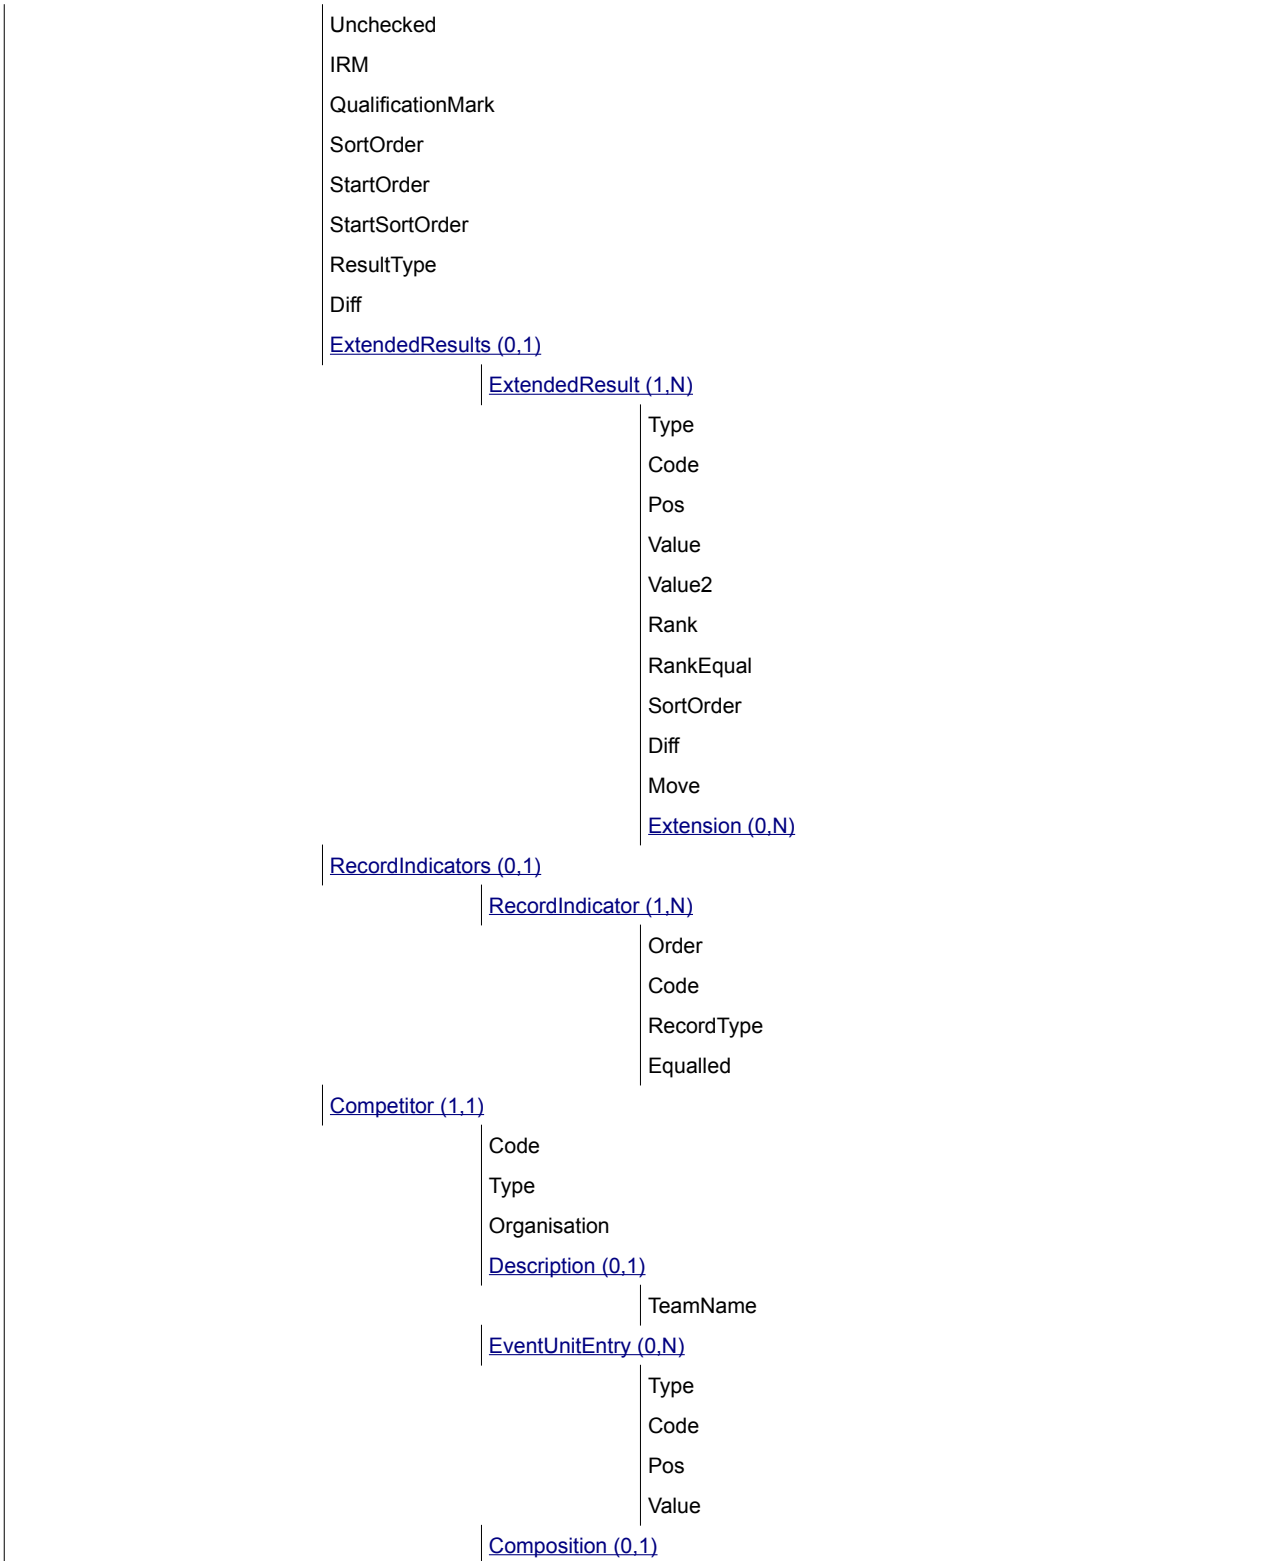 Unchecked
IRM
QualificationMark
SortOrder
StartOrder
StartSortOrder
ResultType
Diff
ExtendedResults (0,1)
ExtendedResult (1,N)
Type
Code
Pos
Value
Value2
Rank
RankEqual
SortOrder
Diff
Move
Extension (0,N)
RecordIndicators (0,1)
RecordIndicator (1,N)
Order
Code
RecordType
Equalled
Competitor (1,1)
Code
Type
Organisation
Description (0,1)
TeamName
EventUnitEntry (0,N)
Type
Code
Pos
Value
Composition (0,1)